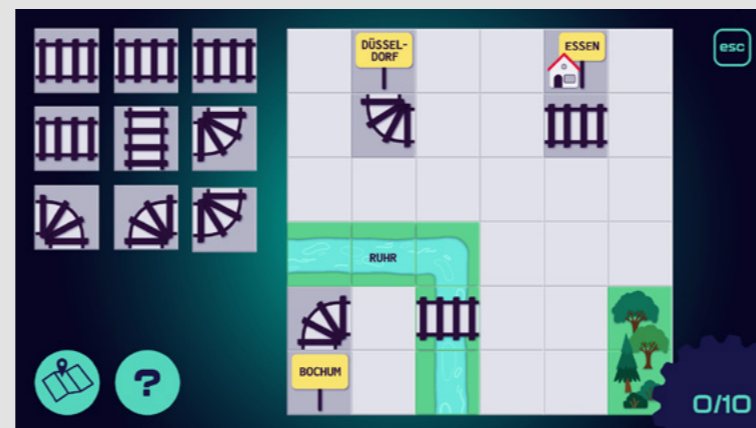 DÜSSEL-
DORF
ESSEN
esc
RUHR
BOCHUM
?
0/10